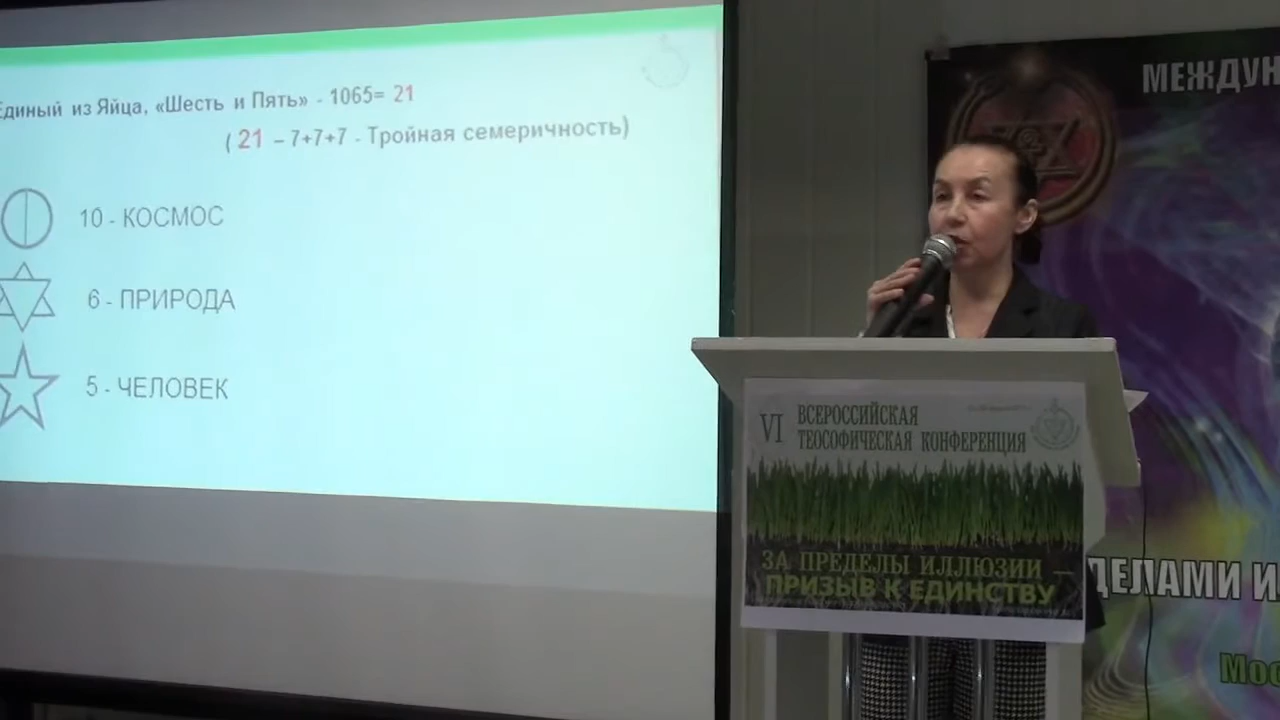 Единый из Яйца, «Шесть и Пять» - 1065= 21
( 21 – 7+7+7 - Тройная семеричность)
10 - КОСМОС
6 - ПРИРОДА
5 - ЧЕЛОВЕК
МЕЖДУН
VI ВСЕРОССИЙСКАЯ
ТЕОСОФИЧЕСКАЯ КОНФЕРЕНЦИЯ
ЗА ПРЕДЕЛЫ ИЛЛЮЗИИ –
ПРИЗЫВ К ЕДИНСТВУ
ДЕЛАМИ И
Мос